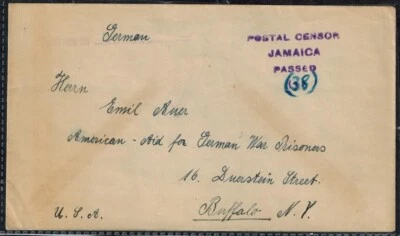 German
POSTAL CENSOR
JAMAICA
PASSED
38
Herrn
Emil Auer
American - Aid for German War Prisoners
16. Duerstein Street.
Buffalo N.Y.
U.S.A.